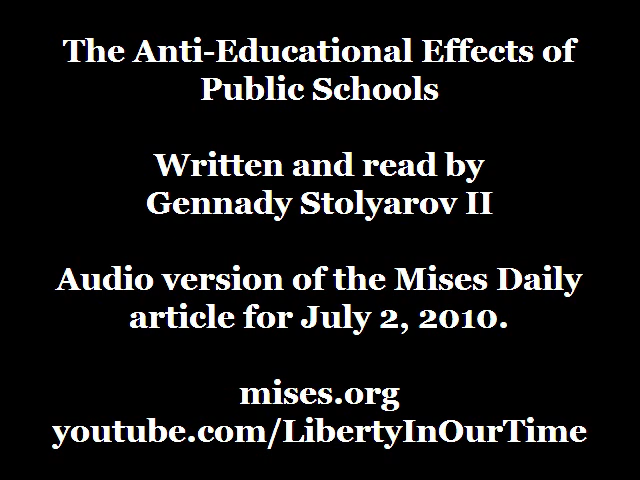 The Anti-Educational Effects of
Public Schools
Written and read by
Gennady Stolyarov II
Audio version of the Mises Daily
article for July 2, 2010.
mises.org
youtube.com/LibertyInOurTime